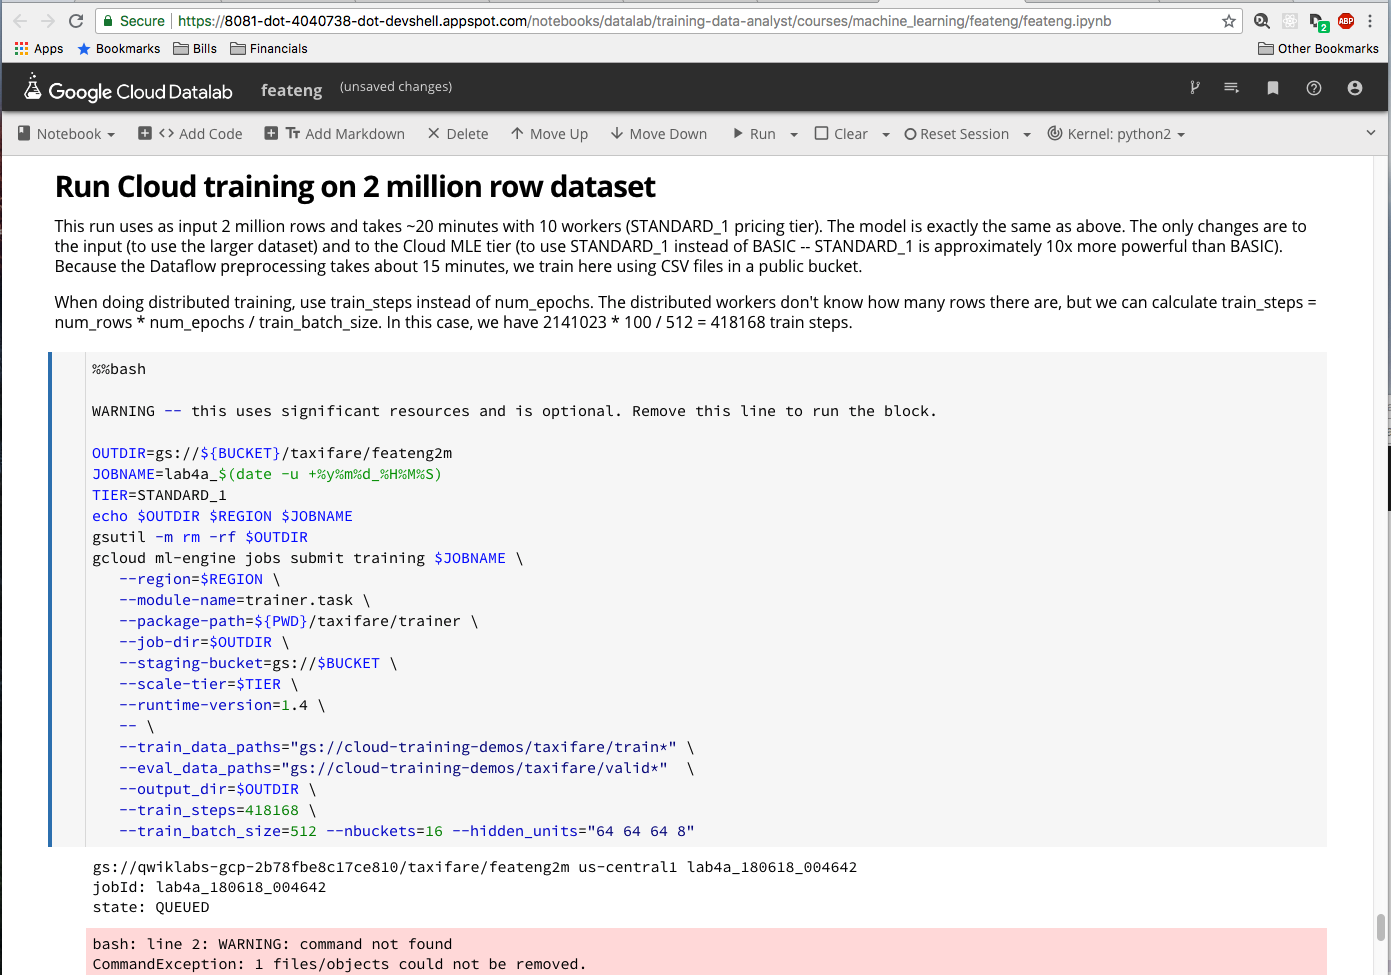 Secure https://8081-dot-4040738-dot-devshell.appspot.com/notebooks/datalab/training-data-analyst/courses/machine_learning/feateng/feateng.ipynb 2 ABP
Apps Bookmarks Bills Financials Other Bookmarks
Google Cloud Datalab feateng (unsaved changes)
Notebook <> Add Code Tт Add Markdown Delete Move Up Move Down Run Clear Reset Session Kernel: python2
Run Cloud training on 2 million row dataset
This run uses as input 2 million rows and takes ~20 minutes with 10 workers (STANDARD_1 pricing tier). The model is exactly the same as above. The only changes are to
the input (to use the larger dataset) and to the Cloud MLE tier (to use STANDARD_1 instead of BASIC -- STANDARD_1 is approximately 10x more powerful than BASIC).
Because the Dataflow preprocessing takes about 15 minutes, we train here using CSV files in a public bucket.
When doing distributed training, use train_steps instead of num_epochs. The distributed workers don't know how many rows there are, but we can calculate train_steps =
num_rows * num_epochs / train_batch_size. In this case, we have 2141023 * 100 / 512 = 418168 train steps.
%%bash
WARNING -- this uses significant resources and is optional. Remove this line to run the block.
OUTDIR=gs://${BUCKET}/taxifare/feateng2m
JOBNAME=lab4a_$(date -u +%y%m%d_%H%M%S)
TIER=STANDARD_1
echo $OUTDIR $REGION $JOBNAME
gsutil -m rm -rf $OUTDIR
gcloud ml-engine jobs submit training $JOBNAME \
--region=$REGION \
--module-name=trainer.task \
--package-path=${PWD}/taxifare/trainer \
--job-dir=$OUTDIR \
--staging-bucket=gs://$BUCKET \
--scale-tier=$TIER \
--runtime-version=1.4 \
-- \
--train_data_paths="gs://cloud-training-demos/taxifare/train*" \
--eval_data_paths="gs://cloud-training-demos/taxifare/valid*" \
--output_dir=$OUTDIR \
--train_steps=418168 \
--train_batch_size=512 --nbuckets=16 --hidden_units="64 64 64 8"
gs://qwiklabs-gcp-2b78fbe8c17ce810/taxifare/feateng2m us-central1 lab4a_180618_004642
jobId: lab4a_180618_004642
state: QUEUED
bash: line 2: WARNING: command not found
CommandException: 1 files/objects could not be removed.